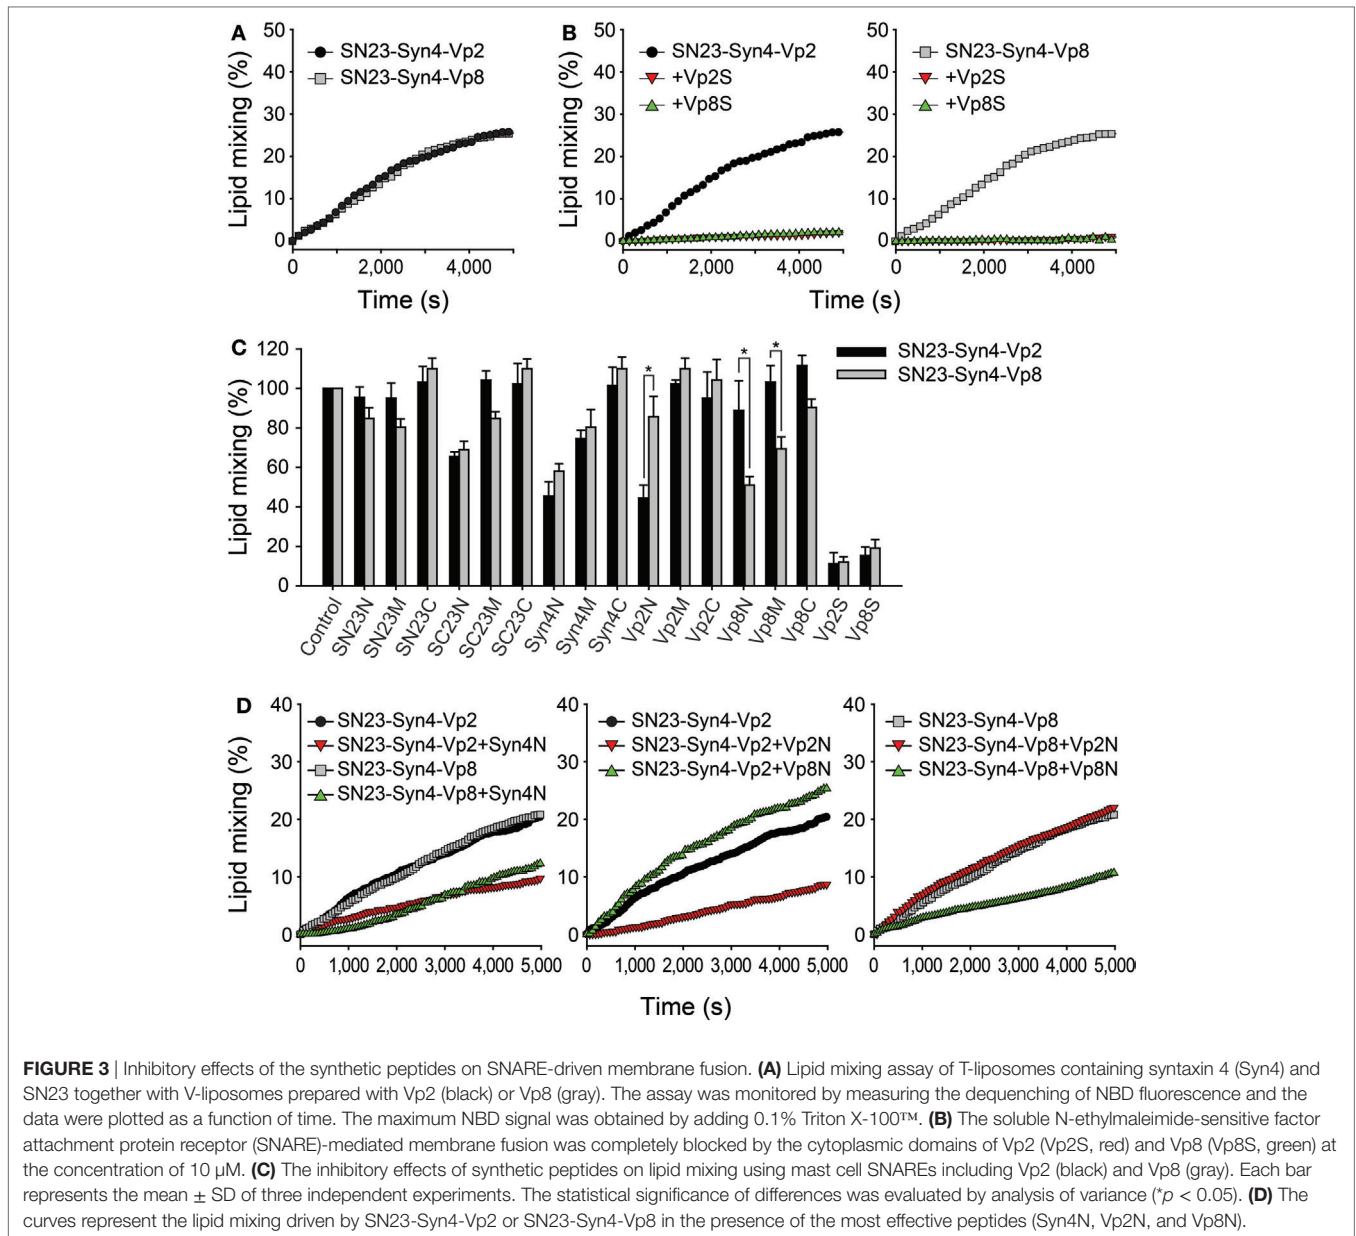 A
50
40
30
20
10
0
Lipid mixing (%)
SN23-Syn4-Vp2
SN23-Syn4-Vp8
0 2,000 4,000
Time (s)
B
50
40
30
20
10
0
Lipid mixing (%)
SN23-Syn4-Vp2
+Vp2S
+Vp8S
0 2,000 4,000
50
40
30
20
10
0
SN23-Syn4-Vp8
+Vp2S
+Vp8S
0 2,000 4,000
Time (s)
C
120
100
80
60
40
20
0
Lipid mixing (%)
SN23-Syn4-Vp2
SN23-Syn4-Vp8
* * *
Control SN23N SN23M SN23C SC23N SC23M SC23C Syn4N Syn4M Syn4C Vp2N Vp2M Vp2C Vp8N Vp8M Vp8C Vp2S Vp8S
D
40
30
20
10
0
Lipid mixing (%)
SN23-Syn4-Vp2
SN23-Syn4-Vp2+Syn4N
SN23-Syn4-Vp8
SN23-Syn4-Vp8+Syn4N
0 1,000 2,000 3,000 4,000 5,000
40
30
20
10
0
SN23-Syn4-Vp2
SN23-Syn4-Vp2+Vp2N
SN23-Syn4-Vp2+Vp8N
0 1,000 2,000 3,000 4,000 5,000
40
30
20
10
0
SN23-Syn4-Vp8
SN23-Syn4-Vp8+Vp2N
SN23-Syn4-Vp8+Vp8N
0 1,000 2,000 3,000 4,000 5,000
Time (s)
FIGURE 3 | Inhibitory effects of the synthetic peptides on SNARE-driven membrane fusion. (A) Lipid mixing assay of T-liposomes containing syntaxin 4 (Syn4) and
SN23 together with V-liposomes prepared with Vp2 (black) or Vp8 (gray). The assay was monitored by measuring the dequenching of NBD fluorescence and the
data were plotted as a function of time. The maximum NBD signal was obtained by adding 0.1% Triton X-100™. (B) The soluble N-ethylmaleimide-sensitive factor
attachment protein receptor (SNARE)-mediated membrane fusion was completely blocked by the cytoplasmic domains of Vp2 (Vp2S, red) and Vp8 (Vp8S, green) at
the concentration of 10 µM. (C) The inhibitory effects of synthetic peptides on lipid mixing using mast cell SNAREs including Vp2 (black) and Vp8 (gray). Each bar
represents the mean ± SD of three independent experiments. The statistical significance of differences was evaluated by analysis of variance (*p < 0.05). (D) The
curves represent the lipid mixing driven by SN23-Syn4-Vp2 or SN23-Syn4-Vp8 in the presence of the most effective peptides (Syn4N, Vp2N, and Vp8N).